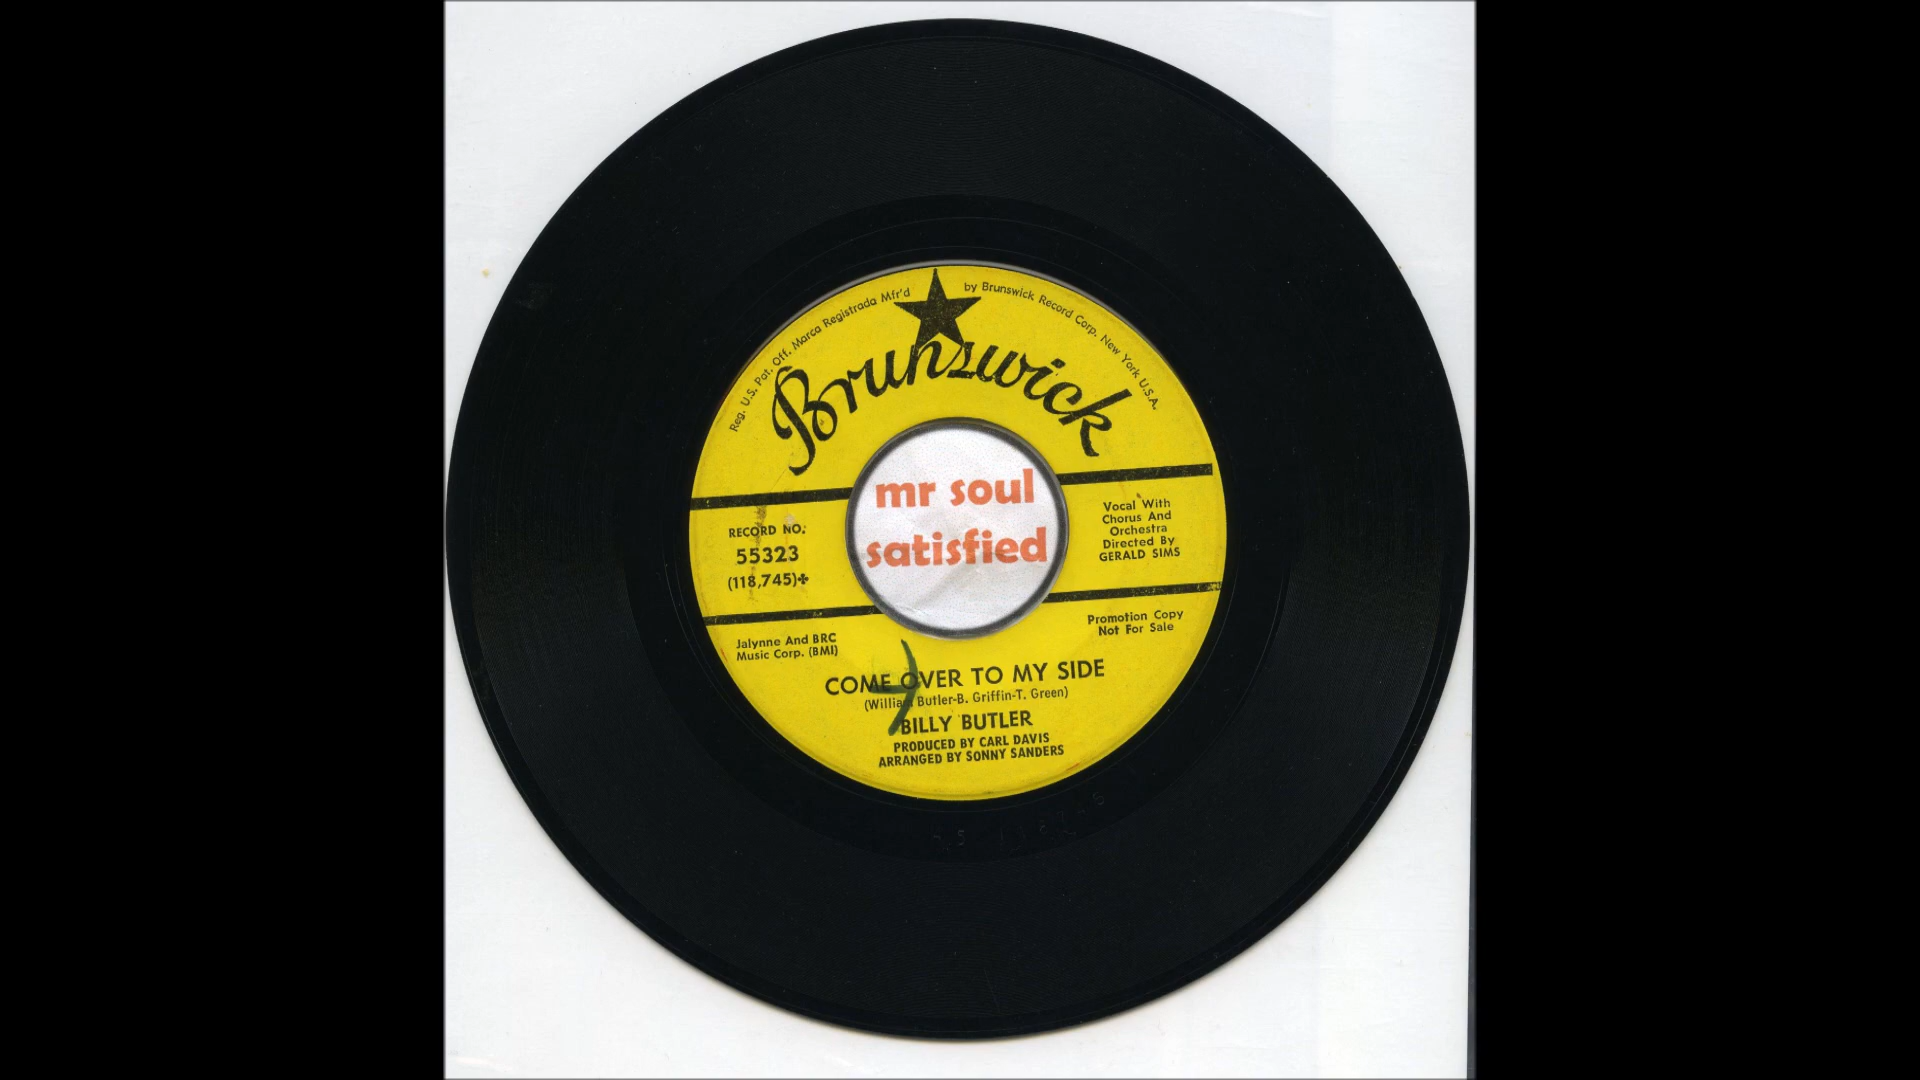 Reg. U.S. Pat. Off. Marca Registrada Mfr'd by Brunswick Record Corp. New York U.S.A.
Brunswick
mr soul
satisfied
RECORD NO.
55323
(118,745)✤
Vocal With
Chorus And
Orchestra
Directed By
GERALD SIMS
Jalynne And BRC
Music Corp. (BMI)
Promotion Copy
Not For Sale
COME OVER TO MY SIDE
(William Butler-B. Griffin-T. Green)
BILLY BUTLER
PRODUCED BY CARL DAVIS
ARRANGED BY SONNY SANDERS